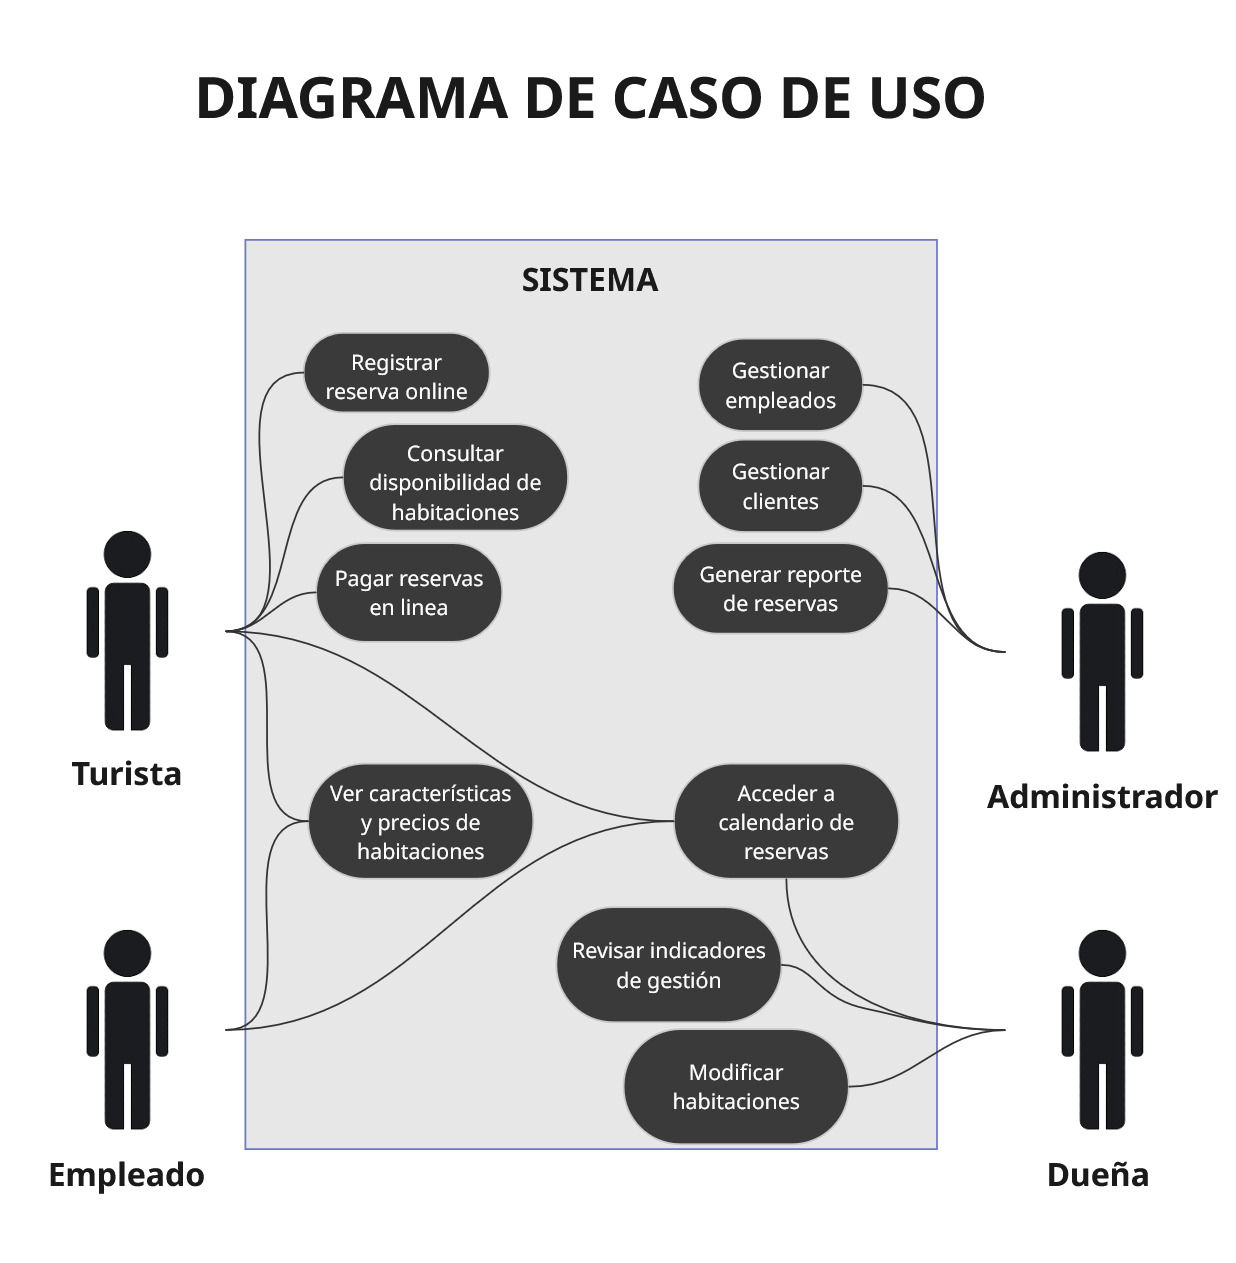 DIAGRAMA DE CASO DE USO
SISTEMA
Registrar
reserva online
Consultar
disponibilidad de
habitaciones
Pagar reservas
en linea
Gestionar
empleados
Gestionar
clientes
Generar reporte
de reservas
Turista
Administrador
Ver características
y precios de
habitaciones
Acceder a
calendario de
reservas
Revisar indicadores
de gestión
Modificar
habitaciones
Empleado
Dueña